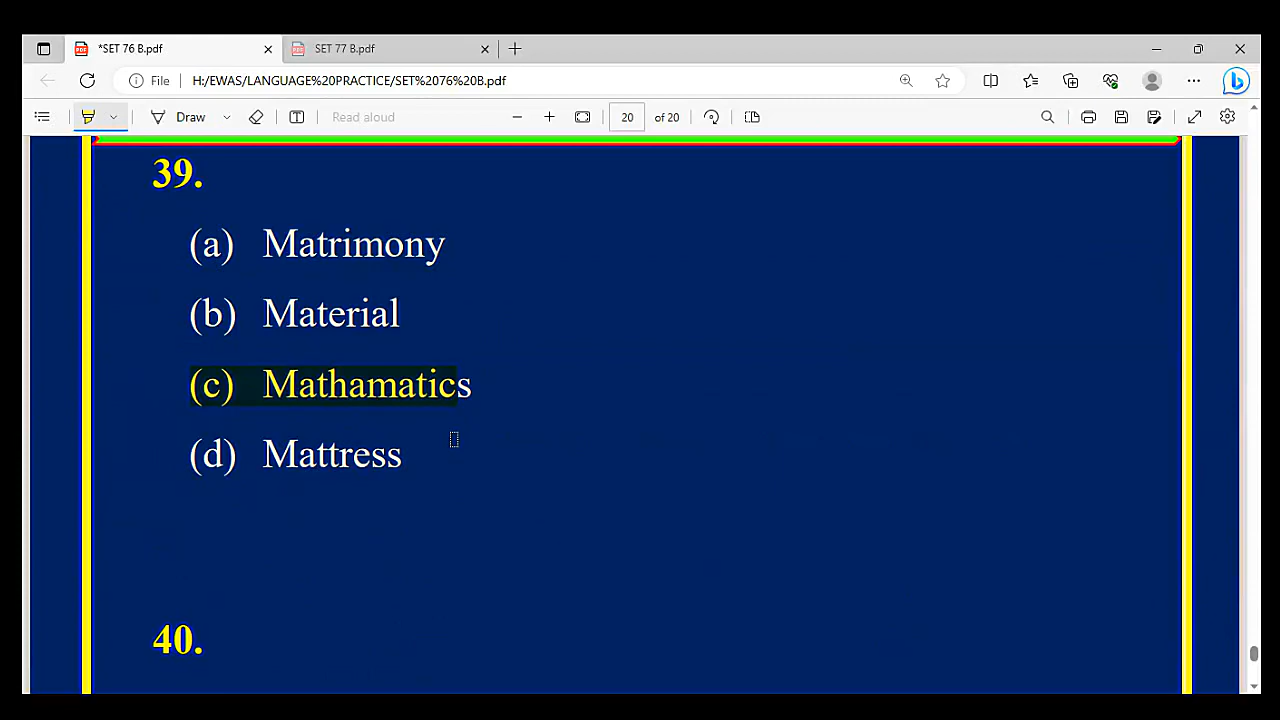 *SET 76 B.pdf
SET 77 B.pdf
File H:/EWAS/LANGUAGE%20PRACTICE/SET%2076%20B.pdf
Draw Read aloud 20 of 20
39.
(a) Matrimony
(b) Material
(c) Mathamatics
(d) Mattress
40.